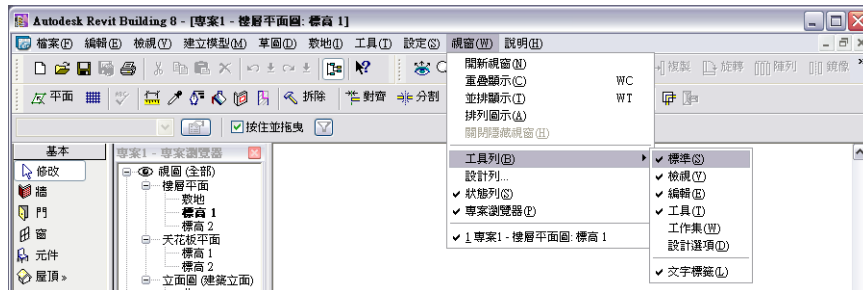 Autodesk Revit Building 8 - [專案1 - 樓層平面圖: 標高 1]
檔案(F) 編輯(E) 檢視(V) 建立模型(M) 草圖(D) 敷地(I) 工具(T) 設定(S) 視窗(W) 說明(H)
開新視窗(N)
複製 旋轉 陣列 鏡像
重疊顯示(C) WC
平面 拆除 對齊 分割
並排顯示(T) WT
排列圖示(A)
按住並拖曳
關閉隱藏視窗(H)
基本
專案1 - 專案瀏覽器
工具列(B)
標準(S)
修改
視圖 (全部)
設計列...
檢視(V)
牆
樓層平面
狀態列(S)
編輯(E)
敷地
門
標高 1
專案瀏覽器(P)
工具(T)
標高 2
窗
工作集(W)
天花板平面
1 專案1 - 樓層平面圖: 標高 1
設計選項(D)
元件
標高 1
標高 2
文字標籤(L)
屋頂 »
立面圖 (建築立面)